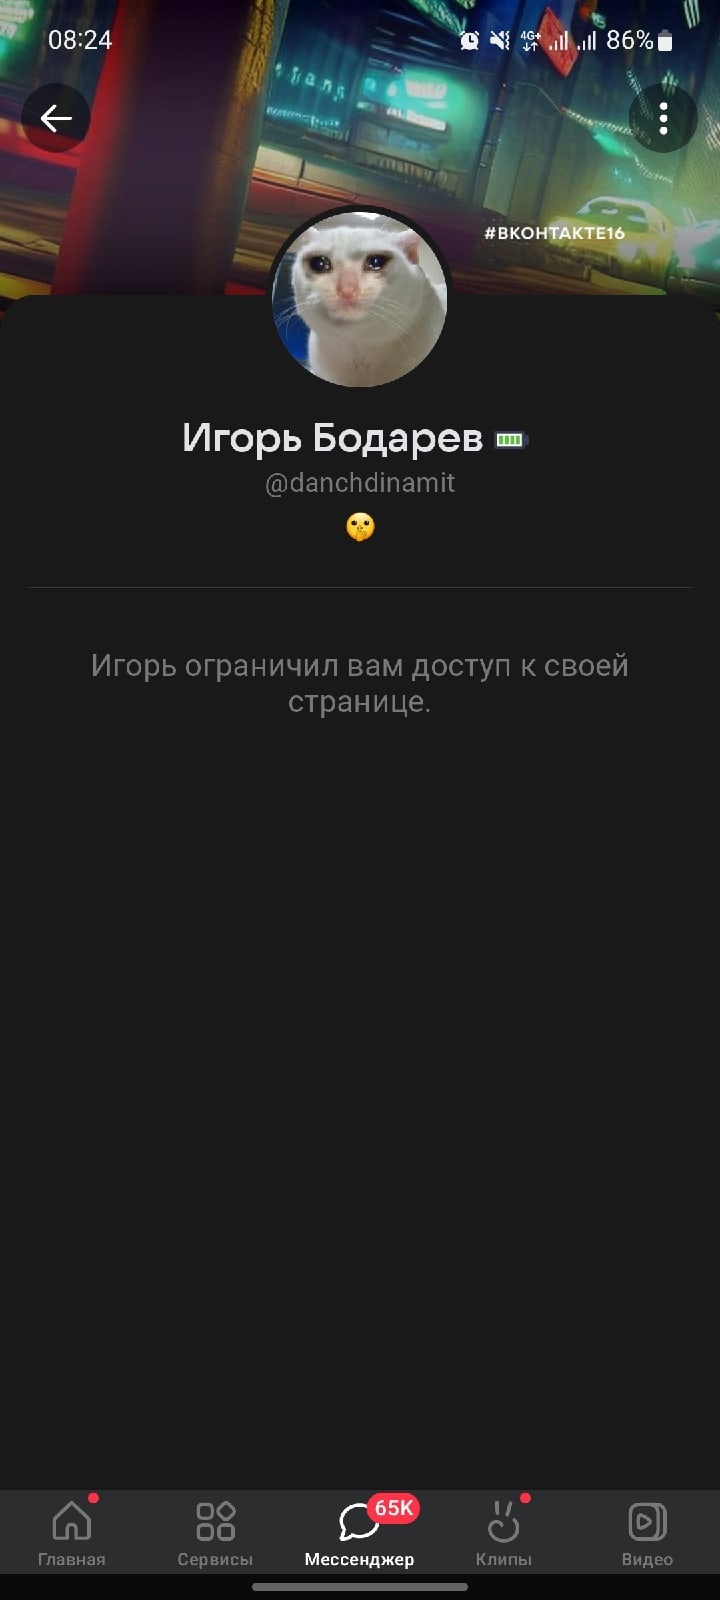 08:24
4G+
86%
#ВКОНТАКТЕ16
Игорь Бодарев
@danchdinamit
Игорь ограничил вам доступ к своей
странице.
65K
Главная
Сервисы
Мессенджер
Клипы
Видео